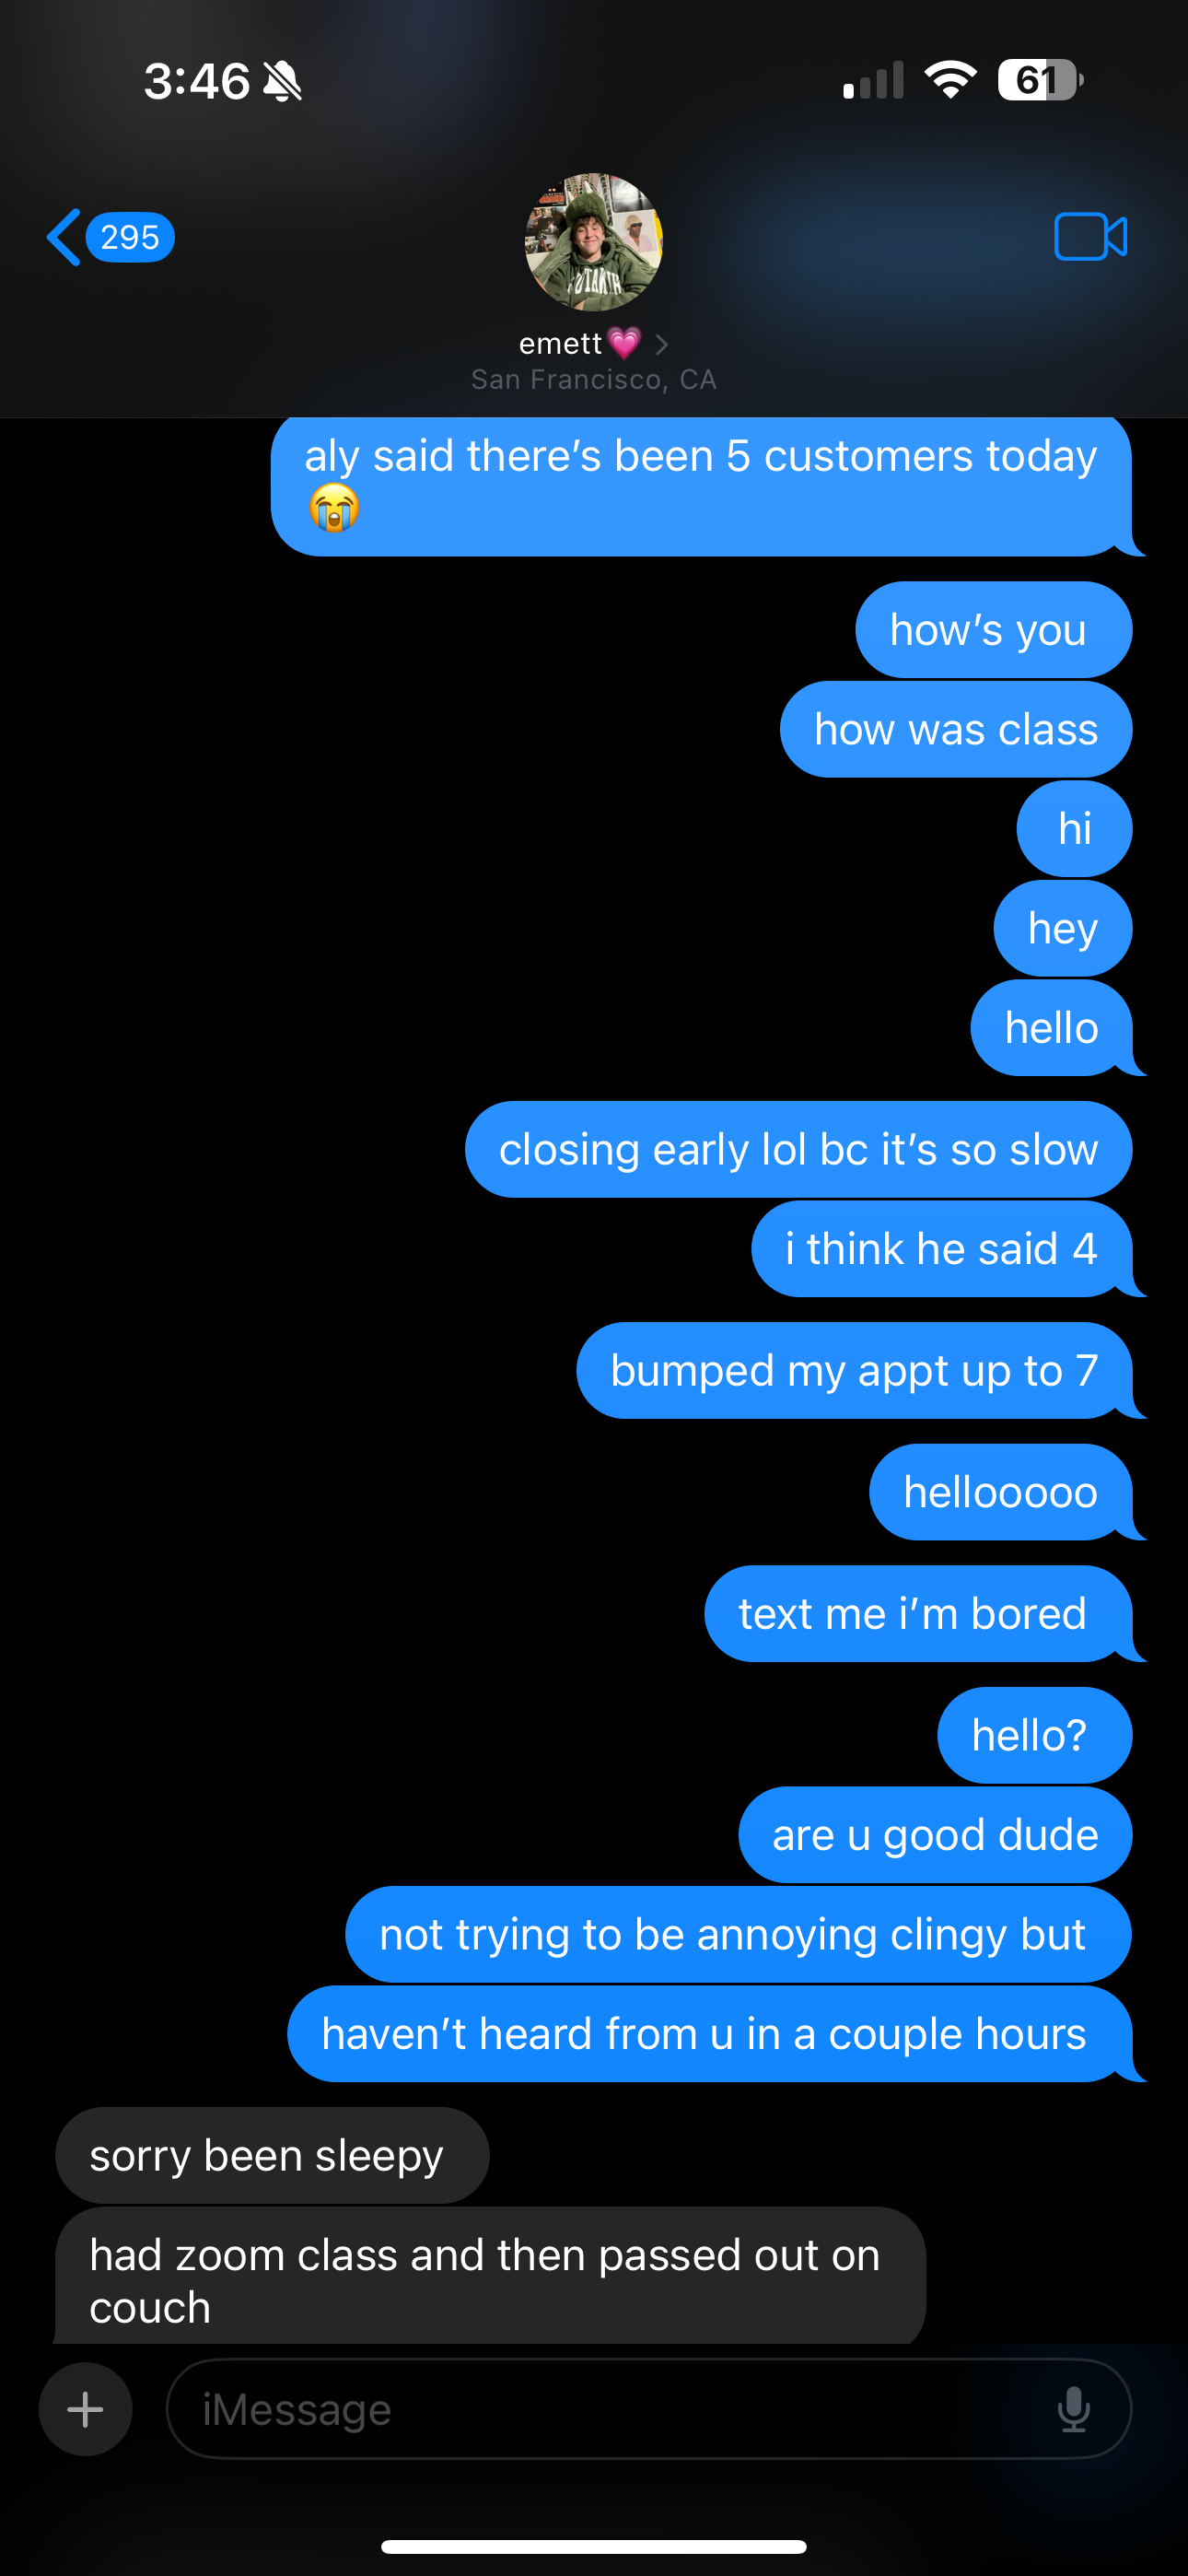 3:46
61
295
emett💗 >
San Francisco, CA
aly said there’s been 5 customers today
😭
how’s you
how was class
hi
hey
hello
closing early lol bc it’s so slow
i think he said 4
bumped my appt up to 7
hellooooo
text me i’m bored
hello?
are u good dude
not trying to be annoying clingy but
haven’t heard from u in a couple hours
sorry been sleepy
had zoom class and then passed out on
couch
iMessage